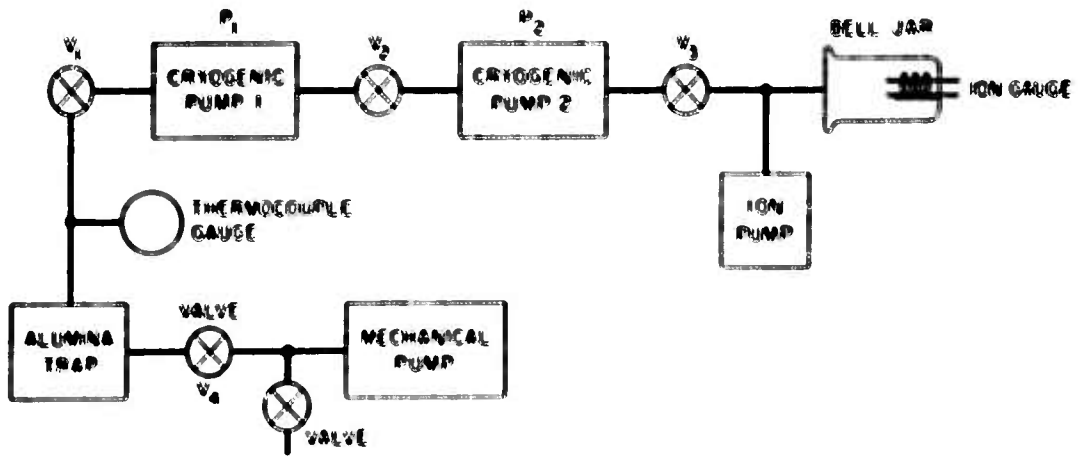 P1
P2
BELL JAR
V1
V2
V3
CRYOGENIC
PUMP 1
CRYOGENIC
PUMP 2
ION GAUGE
THERMOCOUPLE
GAUGE
ION
PUMP
VALVE
ALUMINA
TRAP
MECHANICAL
PUMP
V4
VALVE